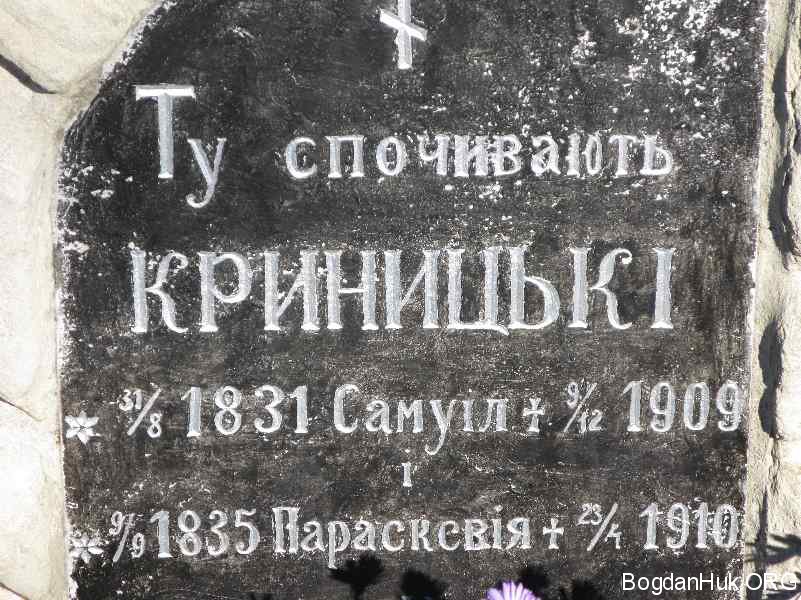 Ту спочивають
КРИНИЦЬКІ
* 31/8 1831 Самуіл + 9/12 1909
і
* 9/9 1835 Параскевія + 23/4 1910
BogdanHuk.ORG